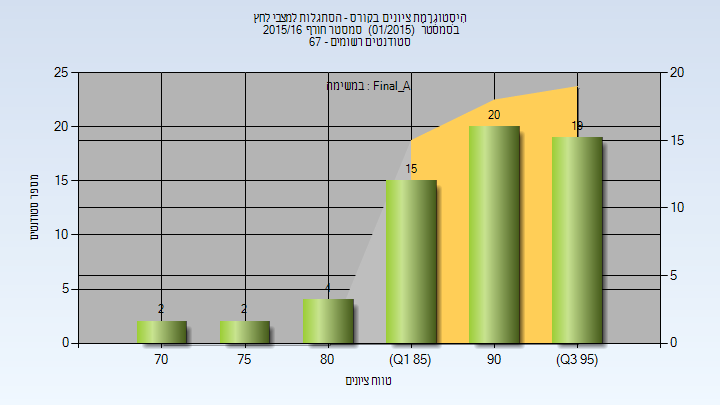 הִיסְטוֹגְרָמַת ציונים בקורס - הסתגלות למצבי לחץ
בסמסטר (01/2015) סמסטר חורף 2015/16
סטודנטים רשומים - 67
במשימה : Final_A
25
20
15
10
5
0
20
15
10
5
0
מספר סטודנטים
2
2
4
15
20
19
70
75
80
(Q1 85)
90
(Q3 95)
טווח ציונים